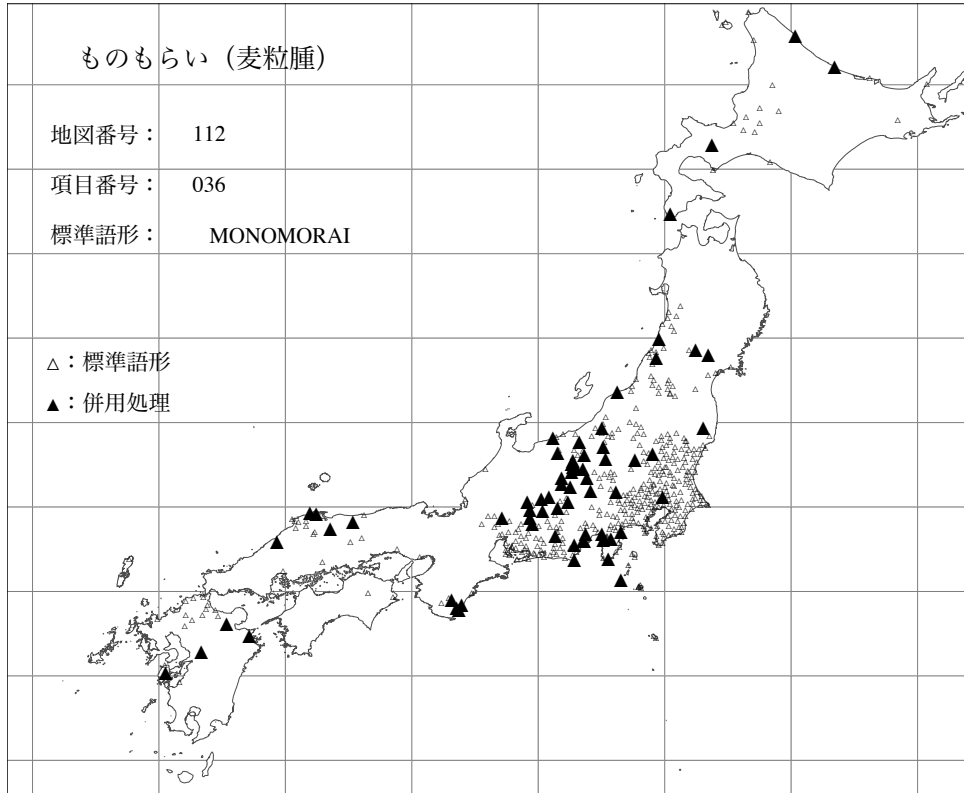 ものもらい（麦粒腫）
地図番号： 112
項目番号： 036
標準語形： MONOMORAI
△：標準語形
▲：併用処理